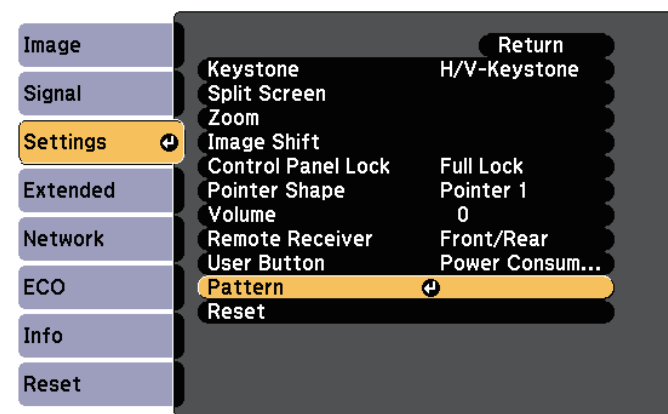 Image
Signal
Settings
Extended
Network
ECO
Info
Reset
Return
Keystone H/V-Keystone
Split Screen
Zoom
Image Shift
Control Panel Lock Full Lock
Pointer Shape Pointer 1
Volume 0
Remote Receiver Front/Rear
User Button Power Consum...
Pattern
Reset